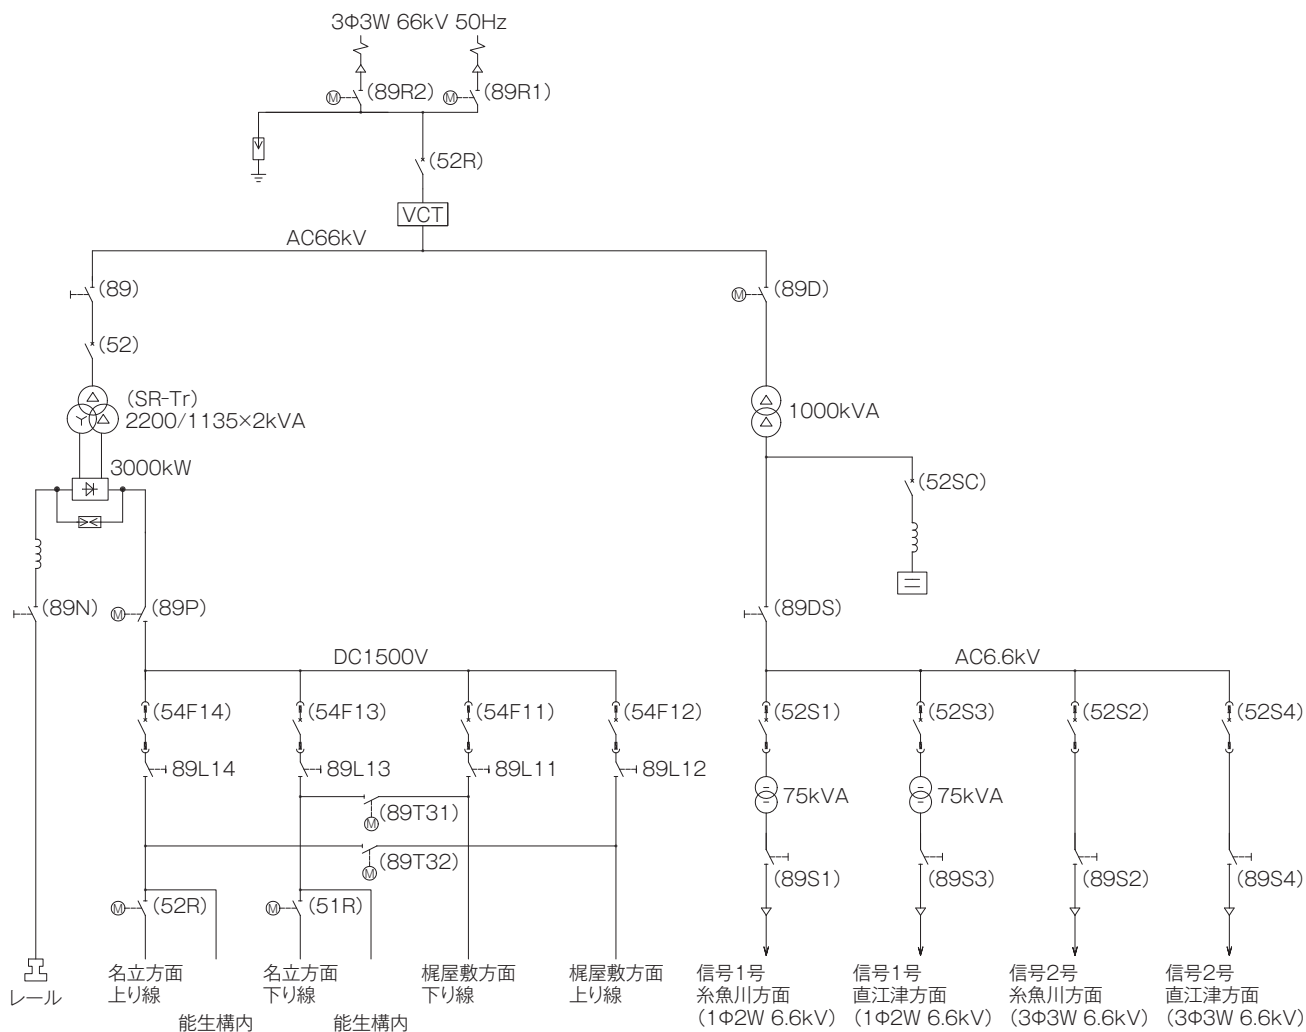 3Φ3W 66kV 50Hz
(89R2)
(89R1)
M
M
(52R)
VCT
AC66kV
(89)
M
(89D)
(52)
(SR-Tr)
2200/1135×2kVA
1000kVA
3000kW
(52SC)
(89N)
M
(89P)
(89DS)
DC1500V
AC6.6kV
(54F14)
(54F13)
(54F11)
(54F12)
(52S1)
(52S3)
(52S2)
(52S4)
89L14
89L13
89L11
89L12
75kVA
75kVA
(89T31)
M
(89T32)
M
(89S1)
(89S3)
(89S2)
(89S4)
M
(52R)
M
(51R)
レール
名立方面
上り線
能生構内
名立方面
下り線
能生構内
梶屋敷方面
下り線
梶屋敷方面
上り線
信号1号
糸魚川方面
(1Φ2W 6.6kV)
信号1号
直江津方面
(1Φ2W 6.6kV)
信号2号
糸魚川方面
(3Φ3W 6.6kV)
信号2号
直江津方面
(3Φ3W 6.6kV)